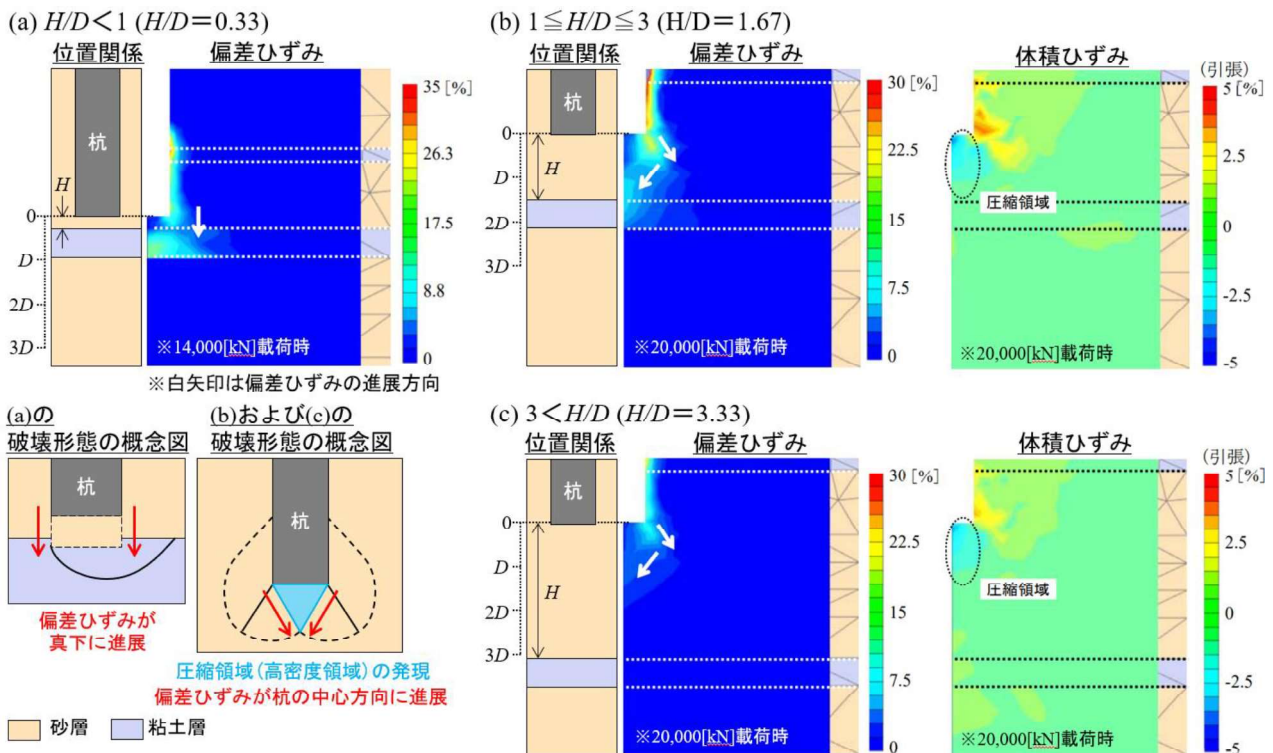 (a) H/D＜1 (H/D＝0.33)
位置関係
偏差ひずみ
杭
H
0
D
2D
3D
※14,000[kN]載荷時
35 [%]
26.3
17.5
8.8
0
※白矢印は偏差ひずみの進展方向
(b) 1≦H/D≦3 (H/D＝1.67)
位置関係
偏差ひずみ
体積ひずみ
杭
0
H
D
2D
3D
※20,000[kN]載荷時
30 [%]
22.5
15
7.5
0
圧縮領域
※20,000[kN]載荷時
(引張)
5 [%]
2.5
0
-2.5
-5
(a)の
破壊形態の概念図
杭
偏差ひずみが
真下に進展
(b)および(c)の
破壊形態の概念図
杭
圧縮領域(高密度領域)の発現
偏差ひずみが杭の中心方向に進展
砂層
粘土層
(c) 3＜H/D (H/D＝3.33)
位置関係
偏差ひずみ
体積ひずみ
杭
0
H
D
2D
3D
※20,000[kN]載荷時
30 [%]
22.5
15
7.5
0
圧縮領域
※20,000[kN]載荷時
(引張)
5 [%]
2.5
0
-2.5
-5